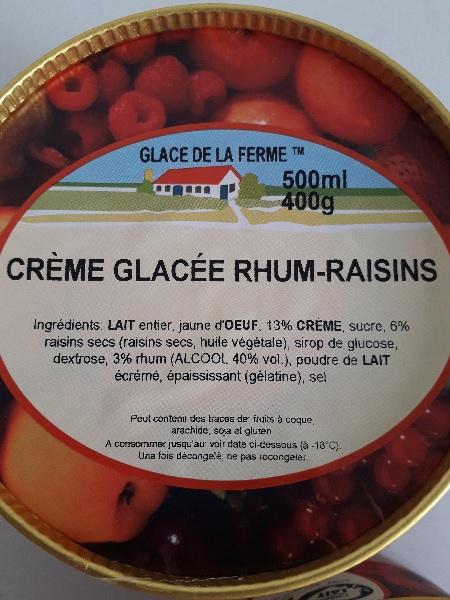 GLACE DE LA FERME ™
500ml
400g
CRÈME GLACÉE RHUM-RAISINS
Ingrédients: LAIT entier, jaune d'OEUF, 13% CRÈME, sucre, 6%
raisins secs (raisins secs, huile végétale), sirop de glucose,
dextrose, 3% rhum (ALCOOL 40% vol.), poudre de LAIT
écrémé, épaississant (gélatine), sel
Peut contenir des traces de: fruits à coque,
arachide, soja et gluten
A consommer jusqu'au: voir date ci-dessous (à -18°C).
Une fois décongelé, ne pas recongeler.